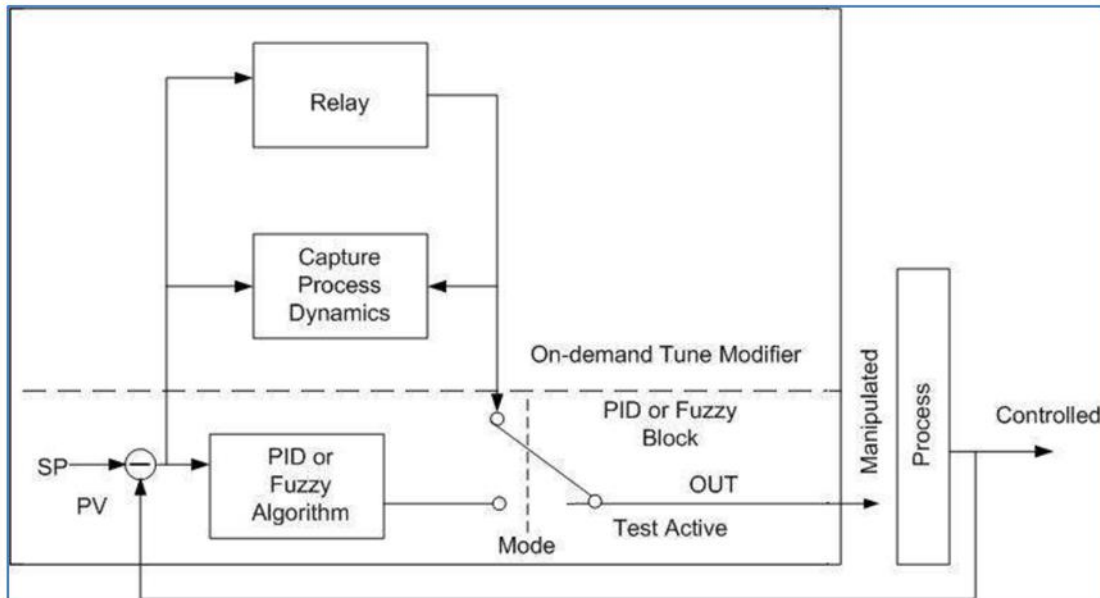 Relay
Capture
Process
Dynamics
On-demand Tune Modifier
PID or Fuzzy
Block
Manipulated
Process
Controlled
SP
PV
PID or
Fuzzy
Algorithm
OUT
Test Active
Mode